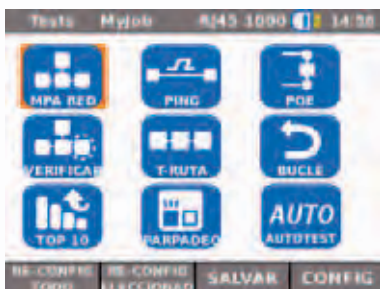 Tests MyJob RJ45 1000 14:58
MPA RED PING POE
VERIFICAR T-RUTA BUCLE
TOP 10 PARPADEO AUTO
AUTOTEST
RE-CONFIG RE-CONFIG SALVAR CONFIG
TODO